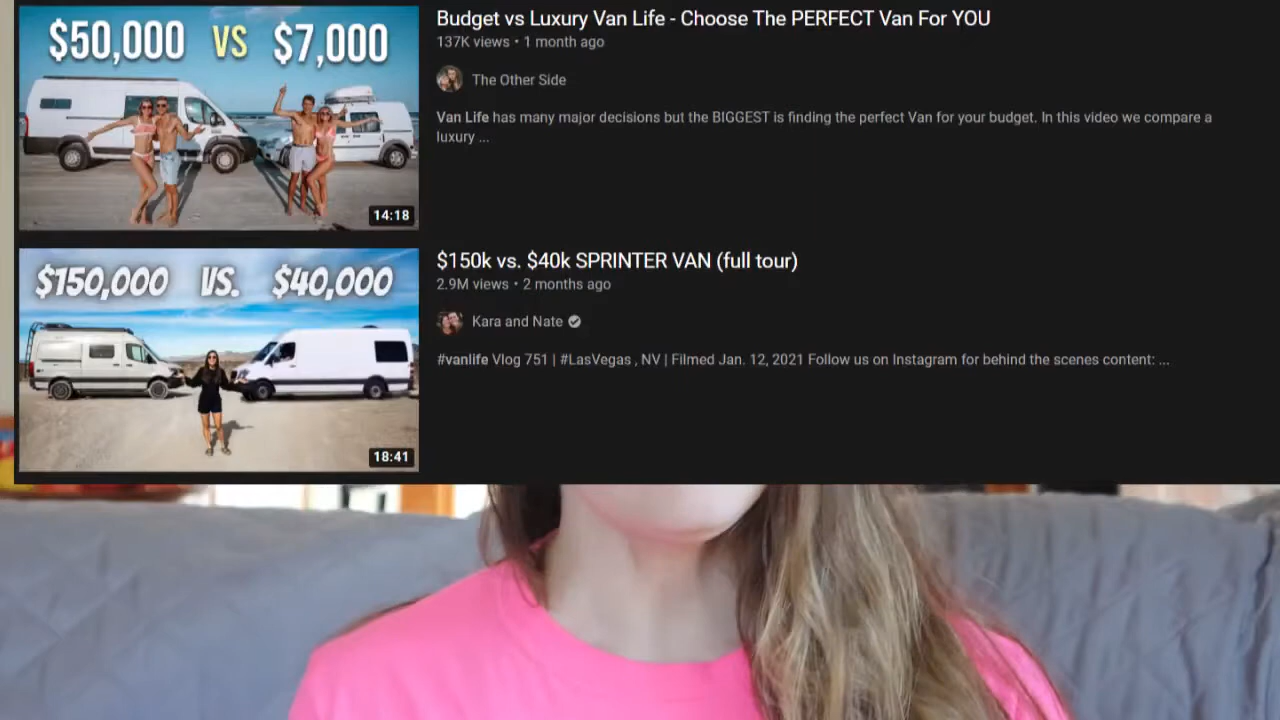 $50,000 VS $7,000
14:18
Budget vs Luxury Van Life - Choose The PERFECT Van For YOU
137K views • 1 month ago
The Other Side
Van Life has many major decisions but the BIGGEST is finding the perfect Van for your budget. In this video we compare a
luxury ...
$150,000 VS. $40,000
18:41
$150k vs. $40k SPRINTER VAN (full tour)
2.9M views • 2 months ago
Kara and Nate
#vanlife Vlog 751 | #LasVegas , NV | Filmed Jan. 12, 2021 Follow us on Instagram for behind the scenes content: ...